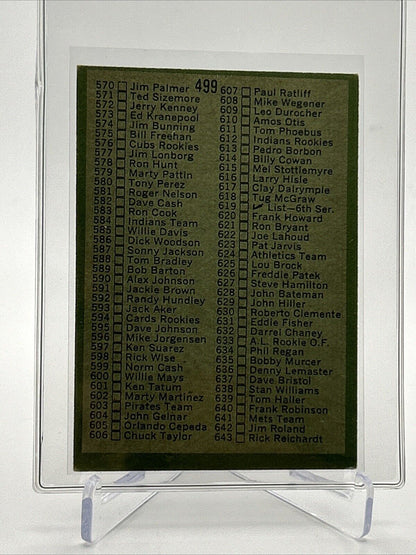 499
570 Jim Palmer
571 Ted Sizemore
572 Jerry Kenney
573 Ed Kranepool
574 Jim Bunning
575 Bill Freehan
576 Cubs Rookies
577 Jim Lonborg
578 Ron Hunt
579 Marty Pattin
580 Tony Perez
581 Roger Nelson
582 Dave Cash
583 Ron Cook
584 Indians Team
585 Willie Davis
586 Dick Woodson
587 Sonny Jackson
588 Tom Bradley
589 Bob Barton
590 Alex Johnson
591 Jackie Brown
592 Randy Hundley
593 Jack Aker
594 Cards Rookies
595 Dave Johnson
596 Mike Jorgensen
597 Ken Suarez
598 Rick Wise
599 Norm Cash
600 Willie Mays
601 Ken Tatum
602 Marty Martinez
603 Pirates Team
604 John Gelnar
605 Orlando Cepeda
606 Chuck Taylor
607 Paul Ratliff
608 Mike Wegener
609 Leo Durocher
610 Amos Otis
611 Tom Phoebus
612 Indians Rookies
613 Pedro Borbon
614 Billy Cowan
615 Mel Stottlemyre
616 Larry Hisle
617 Clay Dalrymple
618 Tug McGraw
619 ✓ List—6th Ser.
620 Frank Howard
621 Ron Bryant
622 Joe Lahoud
623 Pat Jarvis
624 Athletics Team
625 Lou Brock
626 Freddie Patek
627 Steve Hamilton
628 John Bateman
629 John Hiller
630 Roberto Clemente
631 Eddie Fisher
632 Darrel Chaney
633 A.L. Rookie O.F.
634 Phil Regan
635 Bobby Murcer
636 Denny Lemaster
637 Dave Bristol
638 Stan Williams
639 Tom Haller
640 Frank Robinson
641 Mets Team
642 Jim Roland
643 Rick Reichardt